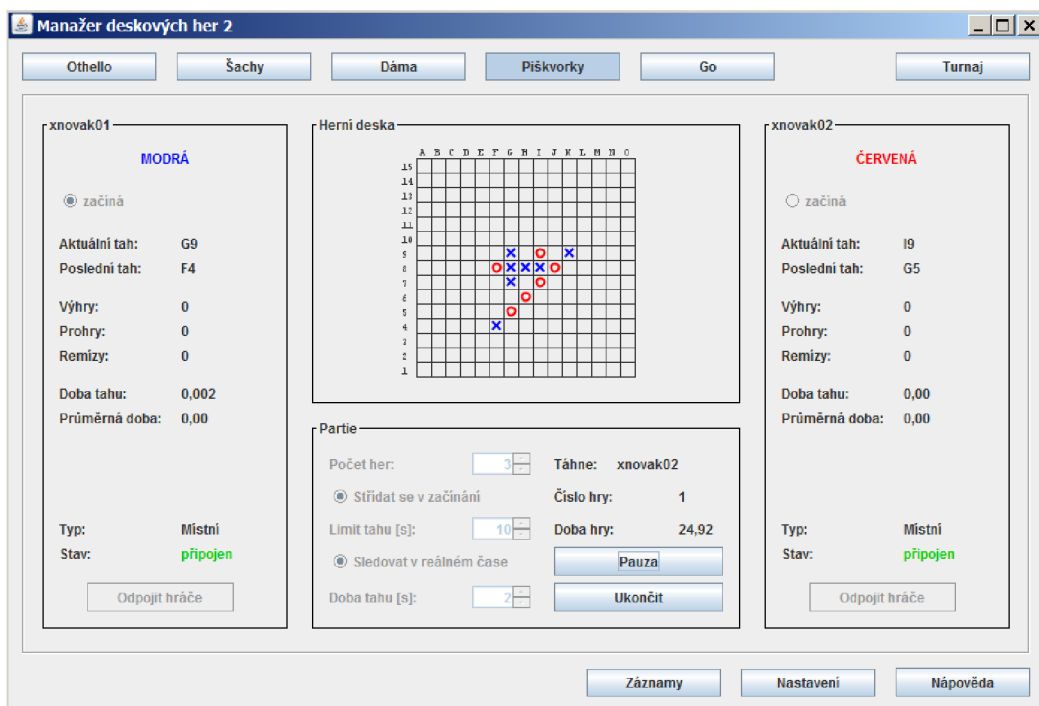 Manažer deskových her 2
Othello Šachy Dáma Piškvorky Go Turnaj
xnovak01
MODRÁ
začíná
Aktuální tah: G9
Poslední tah: F4
Výhry: 0
Prohry: 0
Remízy: 0
Doba tahu: 0,002
Průměrná doba: 0,00
Typ: Místní
Stav: připojen
Odpojit hráče
Herní deska
A B C D E F G H I J K L M N O
15
14
13
12
11
10
9
8
7
6
5
4
3
2
1
Partie
Počet her: 3
Střídat se v začínání
Limit tahu [s]: 10
Sledovat v reálném čase
Doba tahu [s]: 2
Táhne: xnovak02
Číslo hry: 1
Doba hry: 24,92
Pauza
Ukončit
xnovak02
ČERVENÁ
začíná
Aktuální tah: I9
Poslední tah: G5
Výhry: 0
Prohry: 0
Remízy: 0
Doba tahu: 0,00
Průměrná doba: 0,00
Typ: Místní
Stav: připojen
Odpojit hráče
Záznamy Nastavení Nápověda